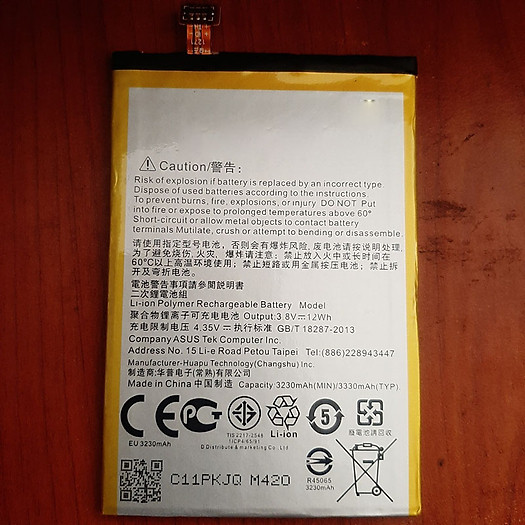 Caution/警告:
Risk of explosion if battery is replaced by an incorrect type.
Dispose of used batteries according to the instructions
To prevent burns, fire, explosions, or injury, DO NOT: Put
into fire or expose to prolonged temperatures above 60°
Short-circuit or allow metal objects to contact battery
terminals Mutilate, crush or attempt to bending or disassemble.
请使用指定型号电池, 否则会有爆炸风险. 废电池请按说明处理,
为了避免烧伤, 火灾、爆炸请注意: 禁止放入火中或长时间在
60℃以上高温环境使用; 禁止短路或用金属按压电池; 禁止拆
开及弯折电池.
電池警告事項請參閱説明書
二次鋰電池組
Li-ion Polymer Rechargeable Battery Model
聚合物锂离子可充电电池 Output:3.8V⎓12Wh
充电限制电压: 4.35V⎓ 执行标准 GB/T 18287-2013
Company ASUS Tek Computer Inc.
Address No. 15 Li-e Road Petou Taipei Tel:(886)228943447
Manufacturer-Huapu Technology(Changshu) Inc.
制造商: 华普电子(常熟)有限公司
Made in China 中国制造 Capacity:3230mAh(MIN)/3330mAh(TYP).
EU 3230mAh
TIS 2217-2548
D Distribute & marketing Co., Ltd
Li-ion
5
廢電池請回收
R45065
3230mAh
C11PKJQ M420